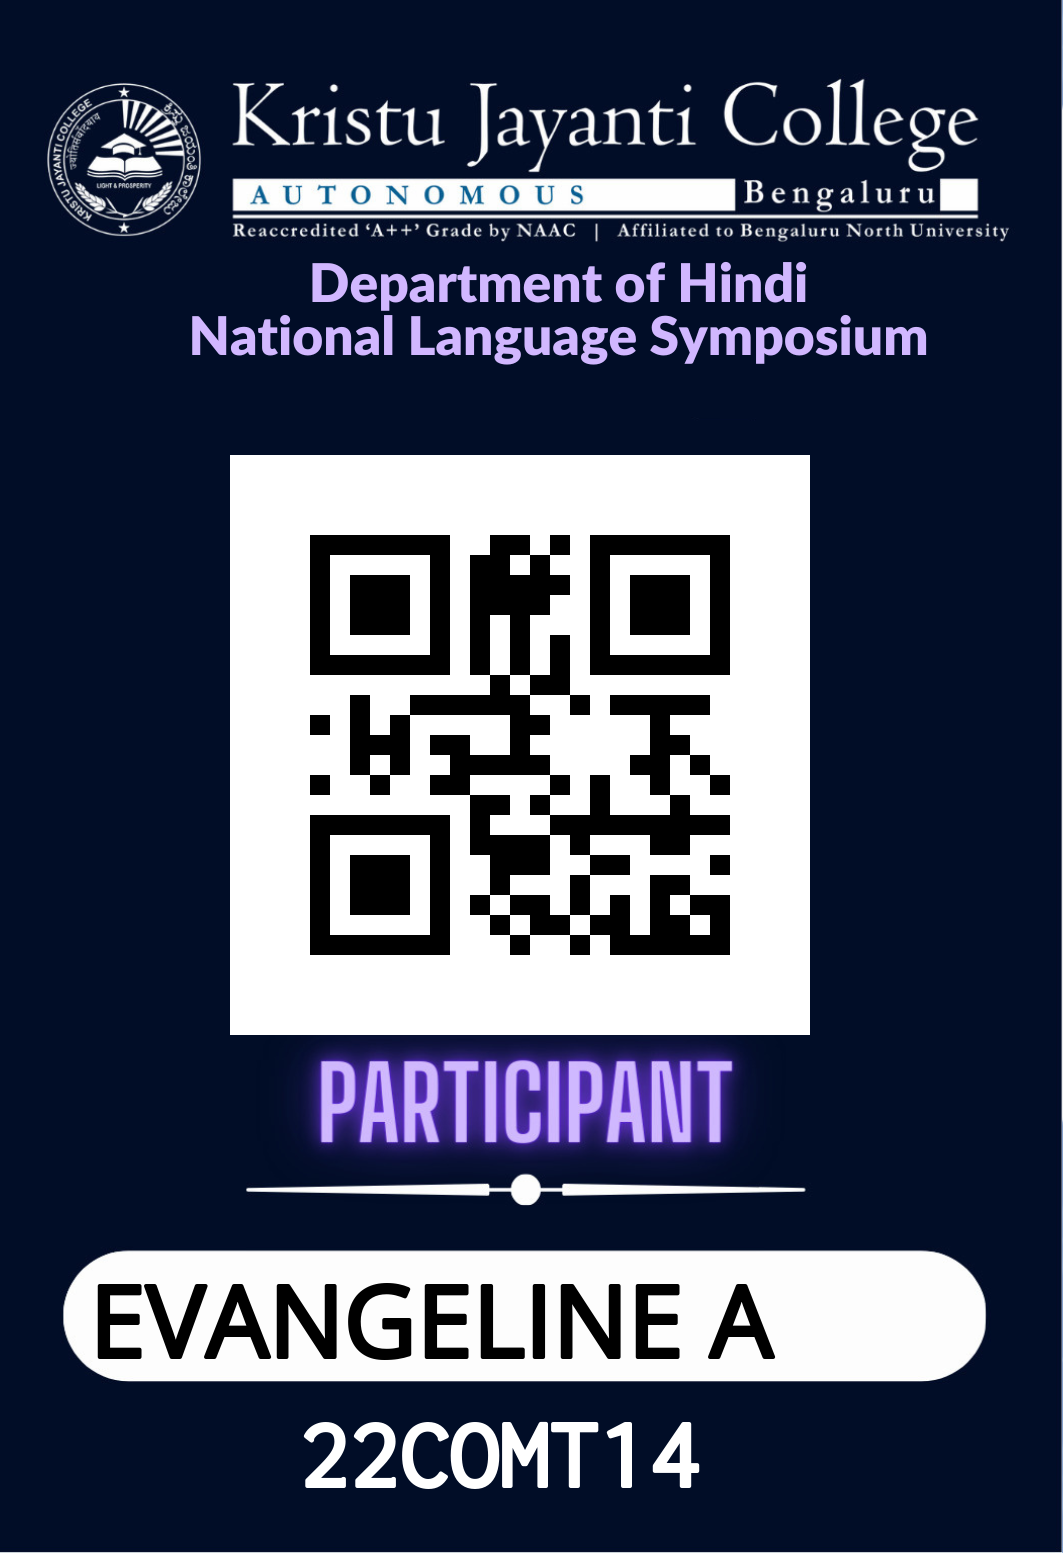 KRISTU JAYANTI COLLEGE
LIGHT & PROSPERITY
Kristu Jayanti College
AUTONOMOUS
Bengaluru
Reaccredited ‘A++’ Grade by NAAC | Affiliated to Bengaluru North University
Department of Hindi
National Language Symposium
PARTICIPANT
EVANGELINE A
22COMT14